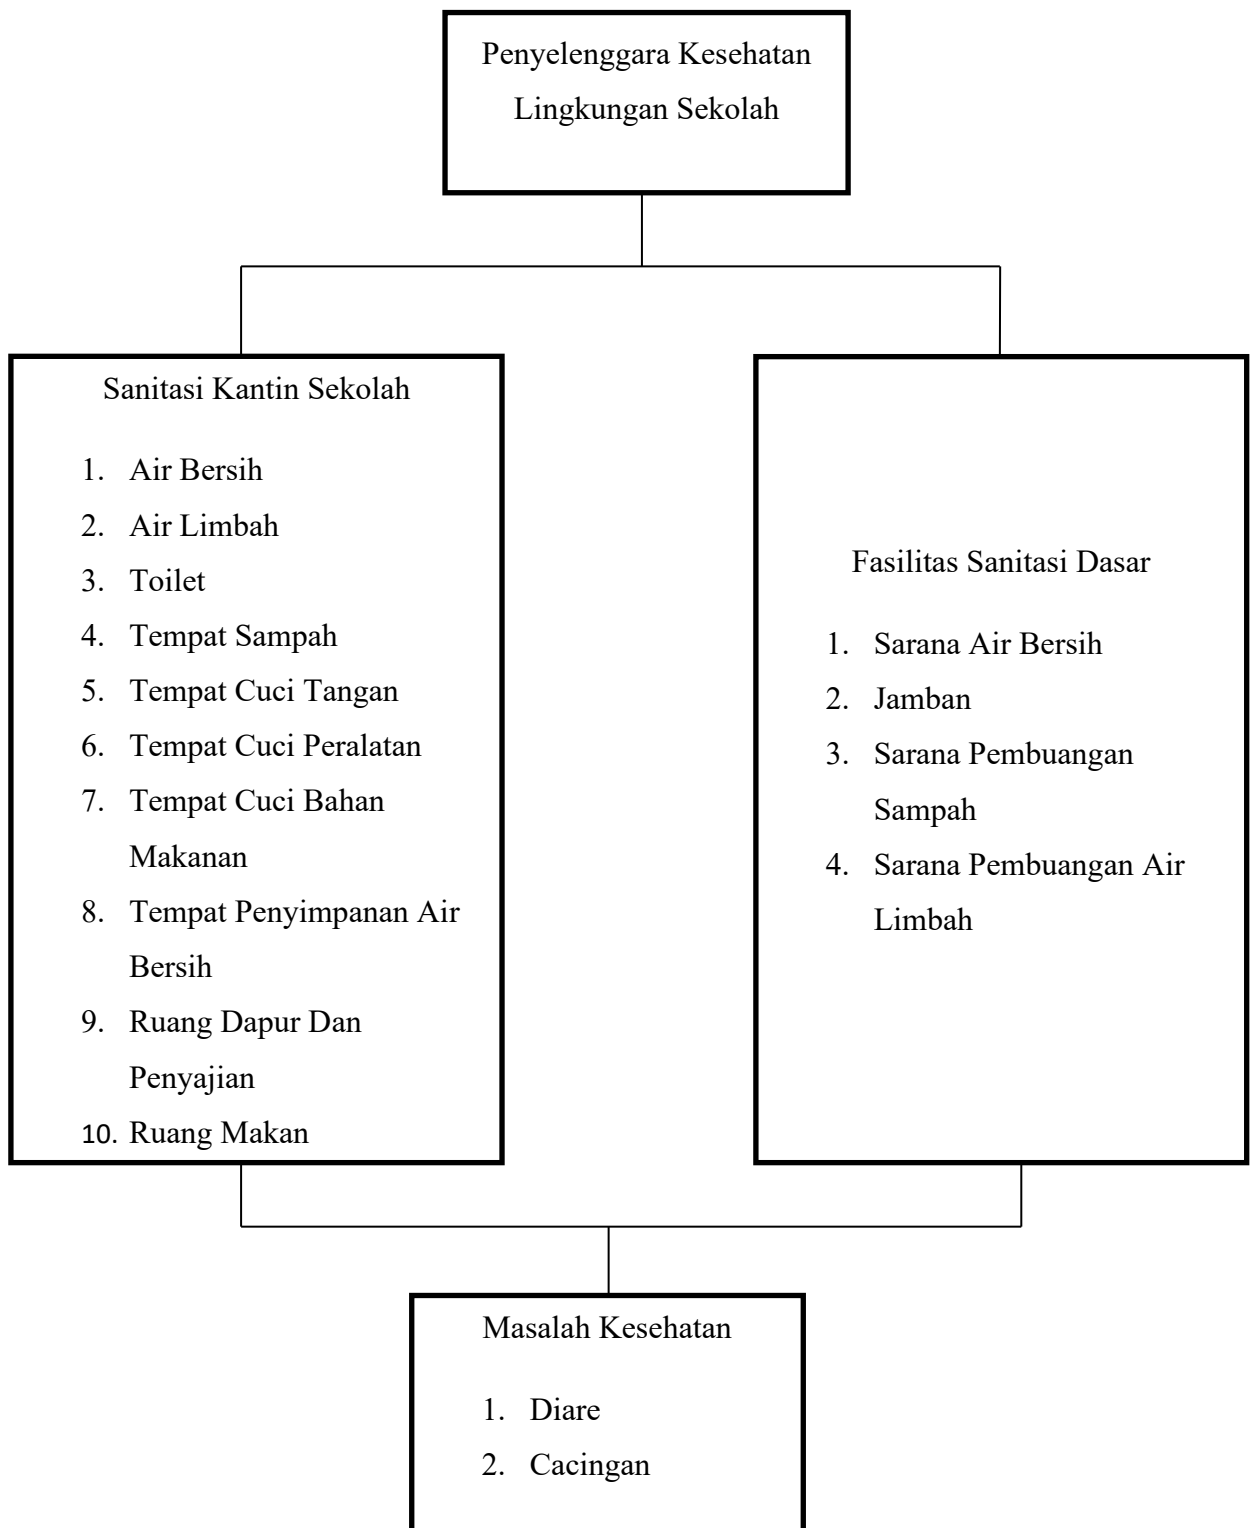 Penyelenggara Kesehatan
Lingkungan Sekolah
Sanitasi Kantin Sekolah
1. Air Bersih
2. Air Limbah
3. Toilet
4. Tempat Sampah
5. Tempat Cuci Tangan
6. Tempat Cuci Peralatan
7. Tempat Cuci Bahan
Makanan
8. Tempat Penyimpanan Air
Bersih
9. Ruang Dapur Dan
Penyajian
10. Ruang Makan
Fasilitas Sanitasi Dasar
1. Sarana Air Bersih
2. Jamban
3. Sarana Pembuangan
Sampah
4. Sarana Pembuangan Air
Limbah
Masalah Kesehatan
1. Diare
2. Cacingan